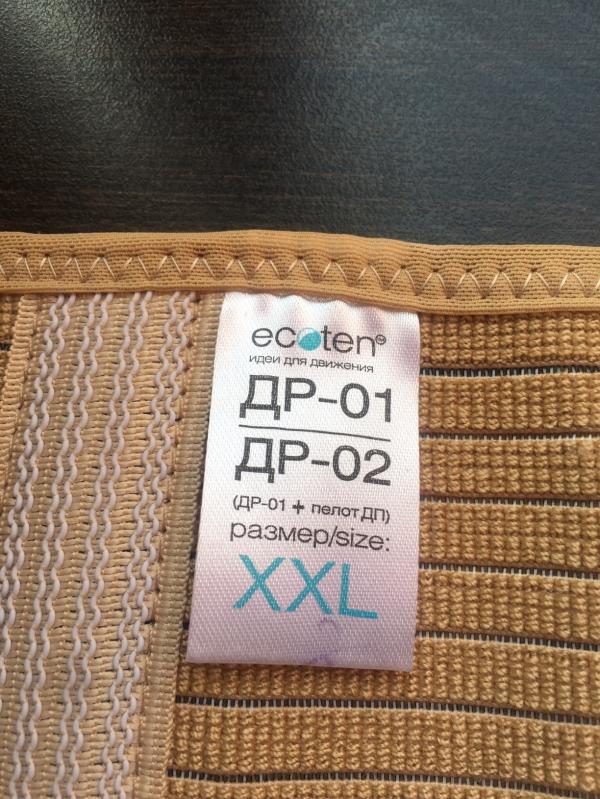 ecoten
идеи для движения
ДР-01
ДР-02
(ДР-01 + пелот ДП)
размер/size:
XXL